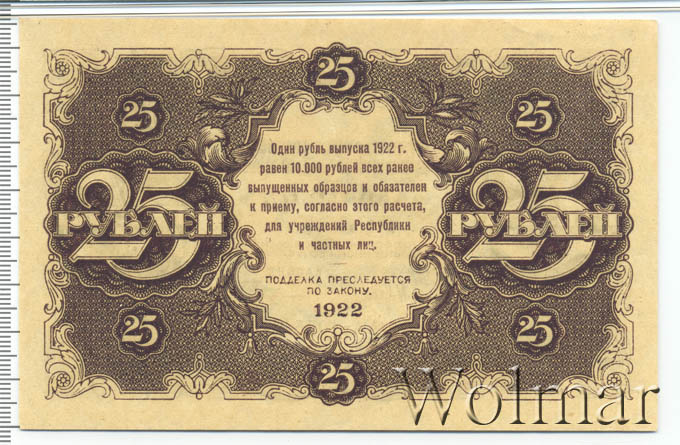 25
25 25
Один рубль выпуска 1922 г.
равен 10.000 рублей всех ранее
выпущенных образцов и обязателен
к приему, согласно этого расчета,
для учреждений Республики
и частных лиц.
25 РУБЛЕЙ 25 РУБЛЕЙ
ПОДДЕЛКА ПРЕСЛЕДУЕТСЯ
ПО ЗАКОНУ.
1922
25 25
25
Wolmar